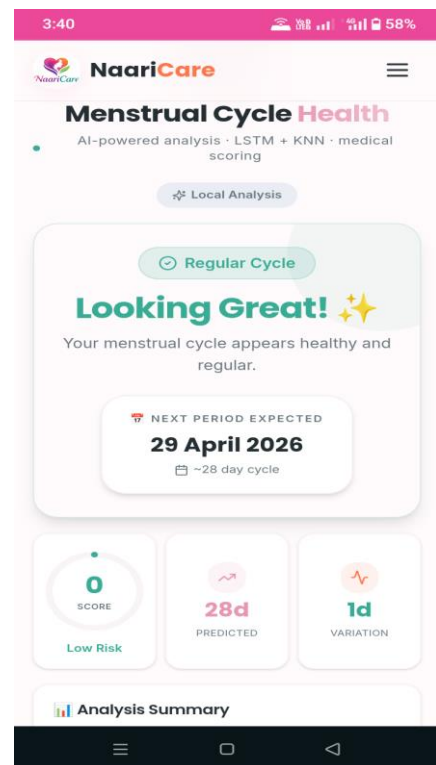 3:40
58%
NaariCare
NaariCare
Menstrual Cycle Health
AI-powered analysis · LSTM + KNN · medical
scoring
Local Analysis
Regular Cycle
Looking Great! ✨
Your menstrual cycle appears healthy and
regular.
📅 NEXT PERIOD EXPECTED
29 April 2026
~28 day cycle
0
SCORE
Low Risk
28d
PREDICTED
1d
VARIATION
📊 Analysis Summary